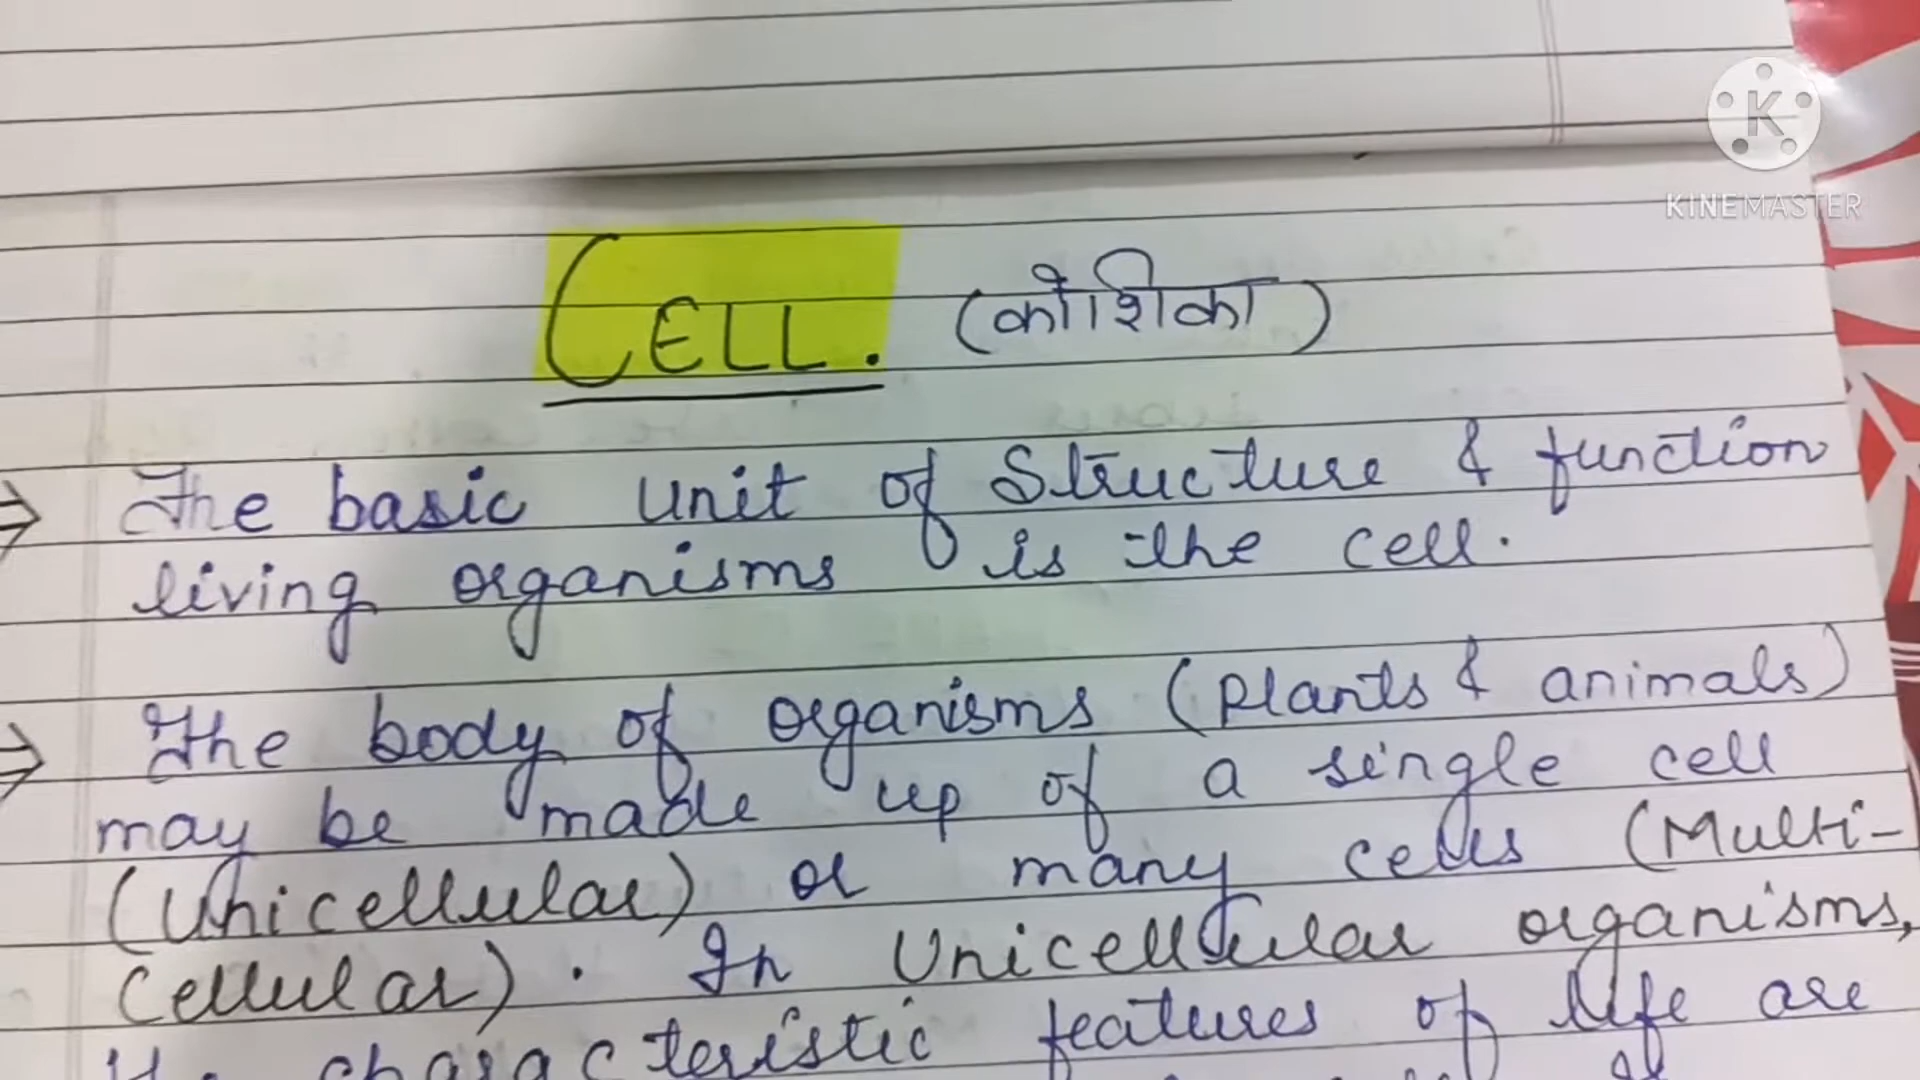 KINEMASTER
CELL. (कोशिका)
⇒ The basic unit of Structure & function
living organisms is the cell.
⇒ The body of organisms (Plants & animals)
may be made up of a single cell
(Unicellular) or many cells (Multi-
Cellular). In Unicellular organisms,
characteristic features of life are